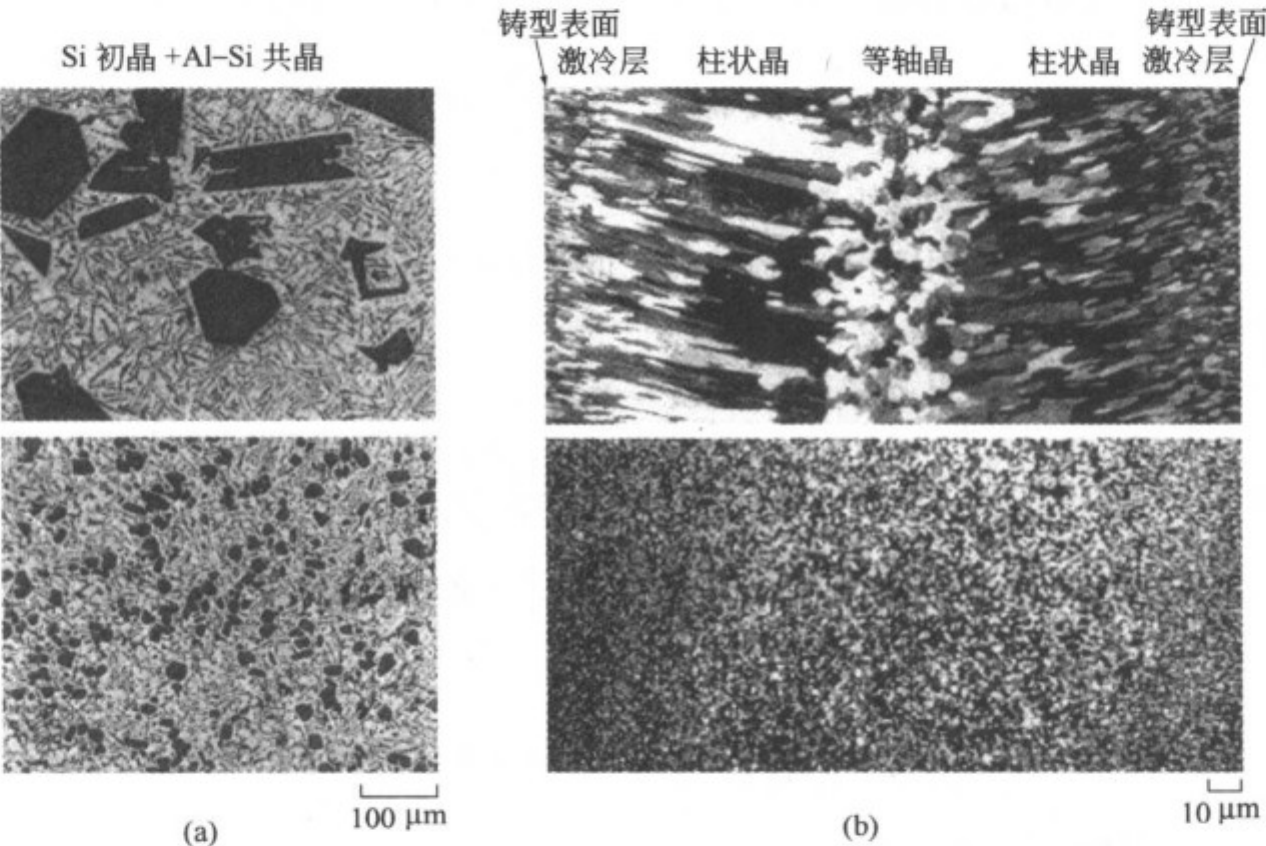 Si 初晶 +Al-Si 共晶
铸型表面
激冷层 柱状晶 等轴晶 柱状晶 激冷层
铸型表面
100 μm
(a)
10 μm
(b)